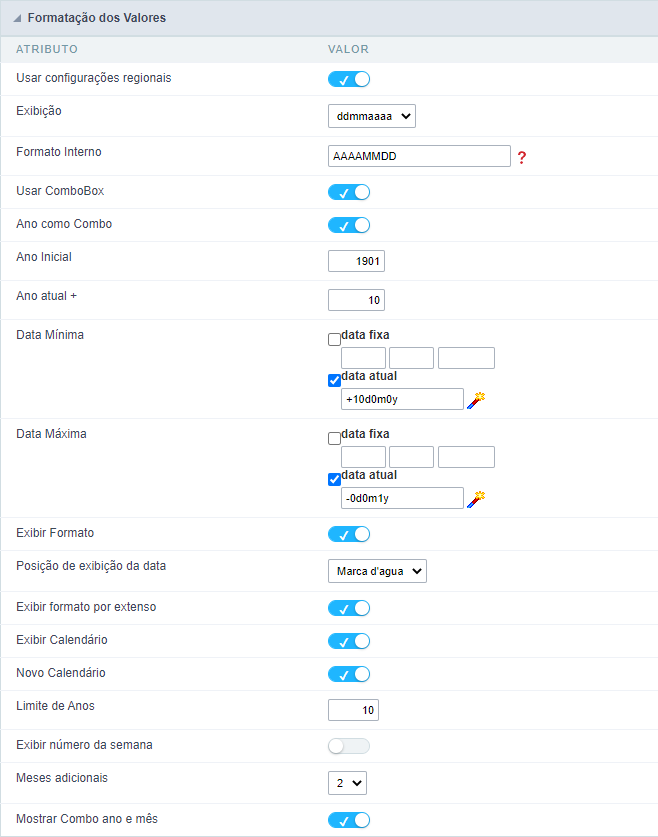 Formatação dos Valores
ATRIBUTO VALOR
Usar configurações regionais
Exibição ddmmaaaa
Formato Interno AAAAMMDD ?
Usar ComboBox
Ano como Combo
Ano Inicial 1901
Ano atual + 10
Data Mínima data fixa
data atual
+10d0m0y
Data Máxima data fixa
data atual
-0d0m1y
Exibir Formato
Posição de exibição da data Marca d'agua
Exibir formato por extenso
Exibir Calendário
Novo Calendário
Limite de Anos 10
Exibir número da semana
Meses adicionais 2
Mostrar Combo ano e mês